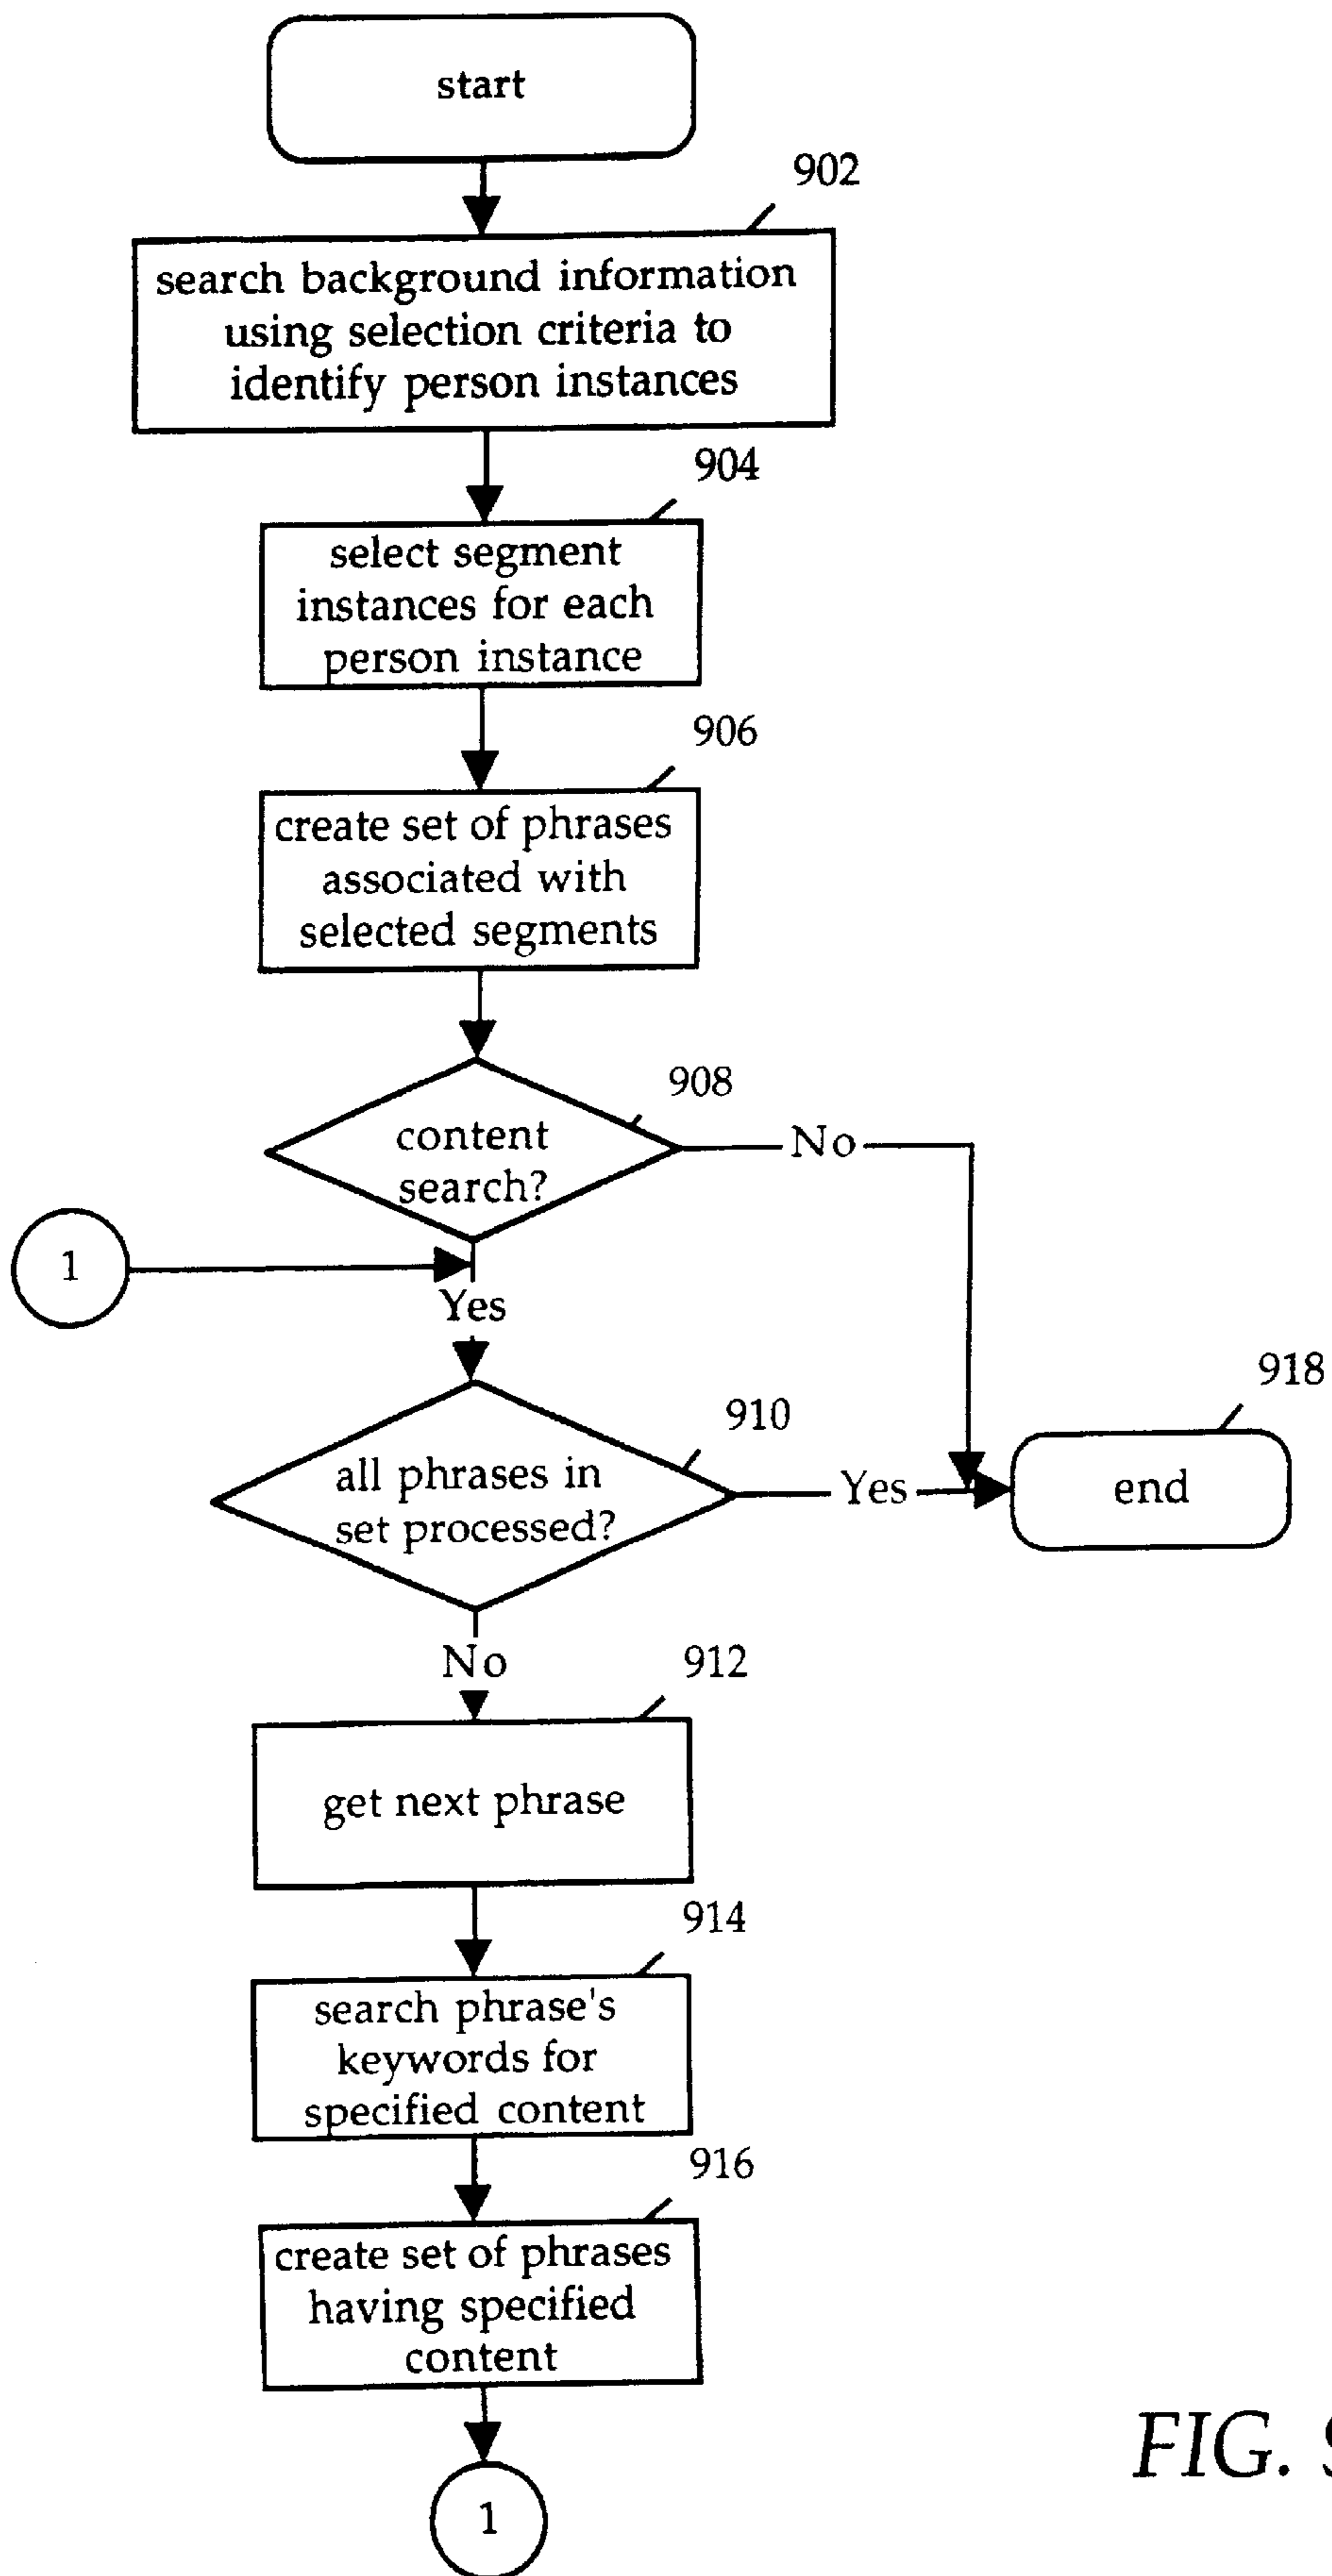 start
902
search background information
using selection criteria to
identify person instances
904
select segment
instances for each
person instance
906
create set of phrases
associated with
selected segments
908
content
search?
No
1
Yes
918
910
all phrases in
set processed?
Yes
end
No
912
get next phrase
914
search phrase's
keywords for
specified content
916
create set of phrases
having specified
content
FIG. 9
1